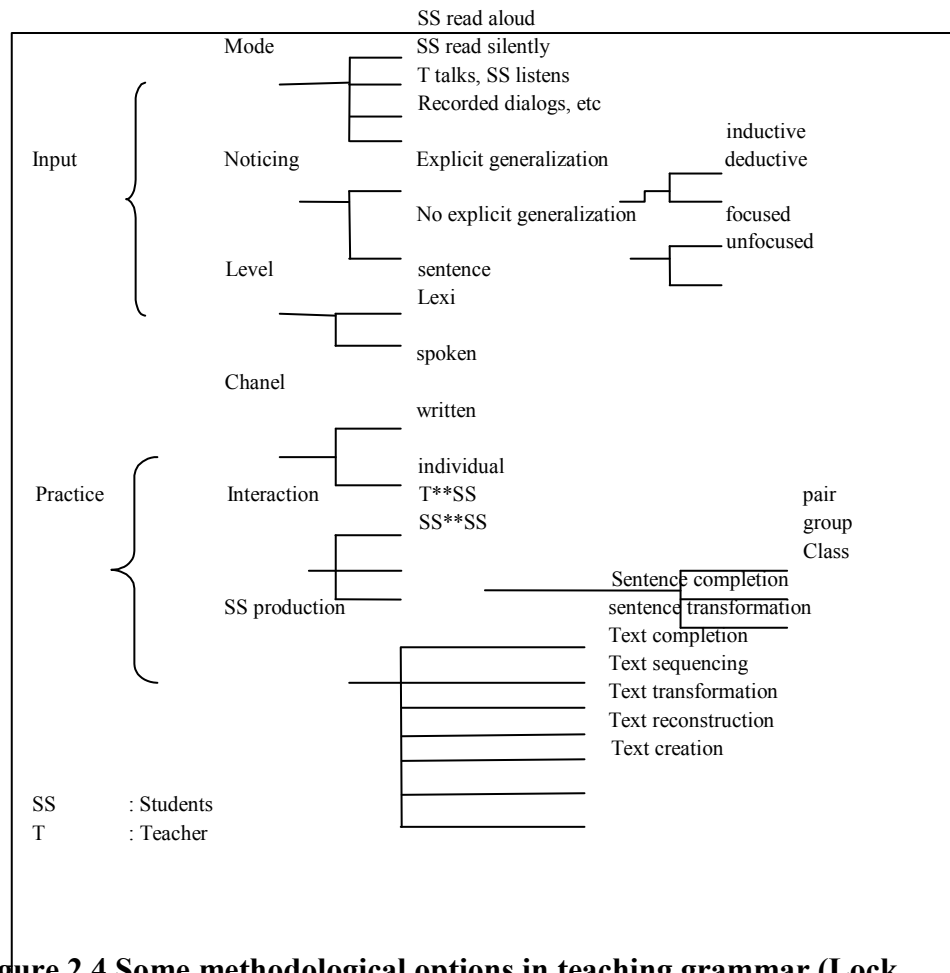 SS read aloud
Mode SS read silently
T talks, SS listens
Recorded dialogs, etc
inductive
Input Noticing Explicit generalization deductive
No explicit generalization focused
unfocused
Level sentence
Lexi
spoken
Chanel
written
individual
Practice Interaction T**SS pair
SS**SS group
Class
Sentence completion
SS production sentence transformation
Text completion
Text sequencing
Text transformation
Text reconstruction
Text creation
SS : Students
T : Teacher
gure 2.4 Some methodological options in teaching grammar (Lock